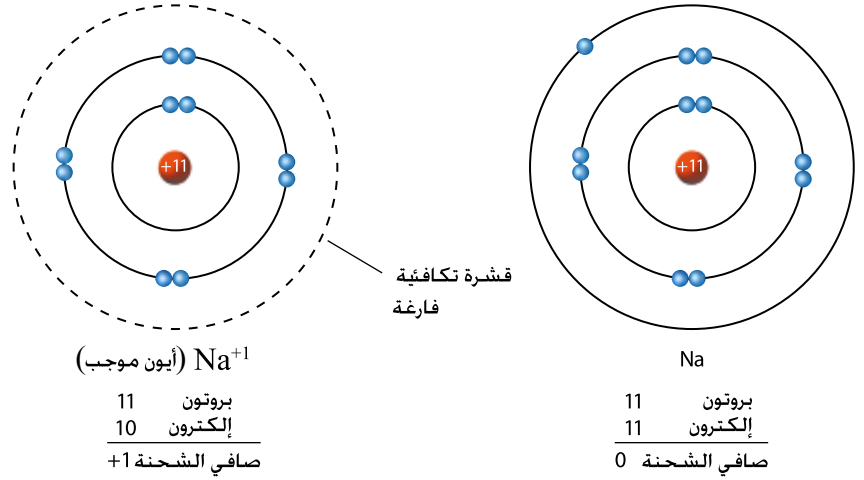 +11
+11
قشرة تكافئية
فارغة
Na
Na⁺¹ (أيون موجب)
بروتون 11
إلكترون 11
صافي الشحنة 0
بروتون 11
إلكترون 10
صافي الشحنة +1